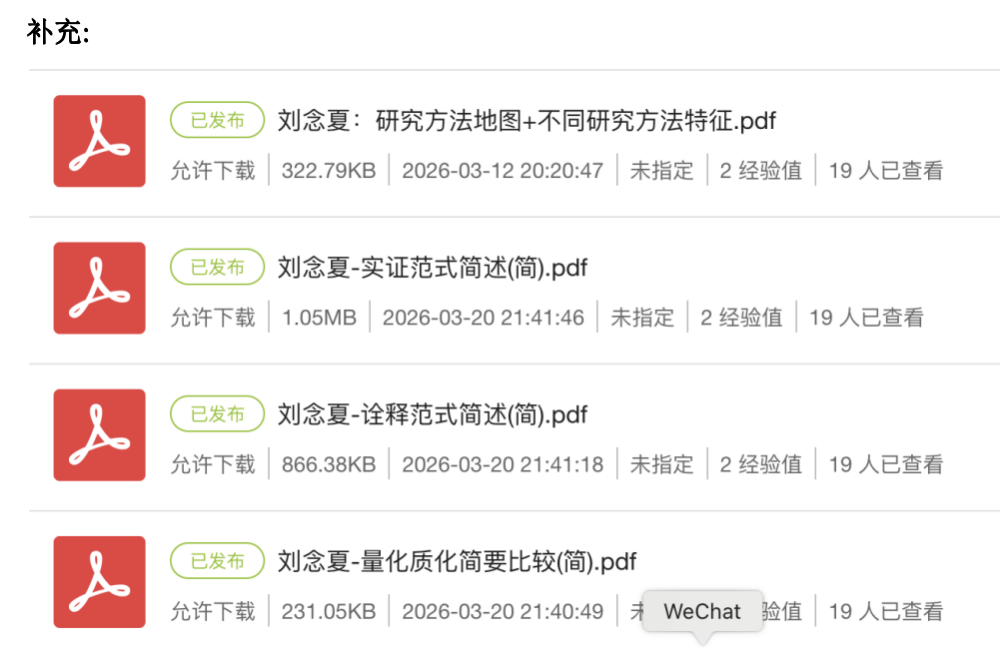 补充:
已发布 刘念夏：研究方法地图+不同研究方法特征.pdf
允许下载 322.79KB 2026-03-12 20:20:47 未指定 2 经验值 19 人已查看
已发布 刘念夏-实证范式简述(简).pdf
允许下载 1.05MB 2026-03-20 21:41:46 未指定 2 经验值 19 人已查看
已发布 刘念夏-诠释范式简述(简).pdf
允许下载 866.38KB 2026-03-20 21:41:18 未指定 2 经验值 19 人已查看
已发布 刘念夏-量化质化简要比较(简).pdf
允许下载 231.05KB 2026-03-20 21:40:49 WeChat 验值 19 人已查看